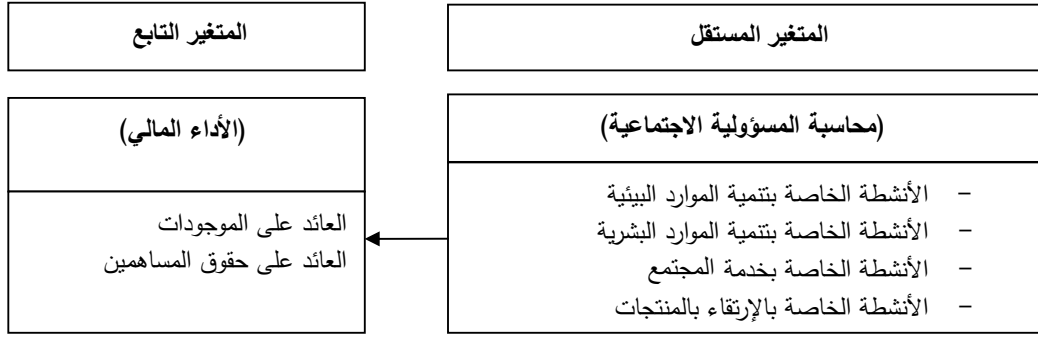 المتغير المستقل
المتغير التابع
(محاسبة المسؤولية الاجتماعية)
- الأنشطة الخاصة بتنمية الموارد البيئية
- الأنشطة الخاصة بتنمية الموارد البشرية
- الأنشطة الخاصة بخدمة المجتمع
- الأنشطة الخاصة بالإرتقاء بالمنتجات
(الأداء المالي)
العائد على الموجودات
العائد على حقوق المساهمين